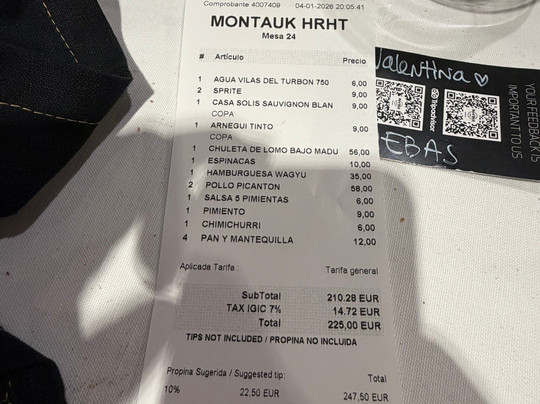 Comprobante 4007409 04-01-2026 20:05:41
MONTAUK HRHT
Mesa 24
# Artículo Precio
1 AGUA VILAS DEL TURBON 750 6,00
2 SPRITE 9,00
1 CASA SOLIS SAUVIGNON BLAN 9,00
COPA
1 ARNEGUI TINTO 9,00
COPA
1 CHULETA DE LOMO BAJO MADU 56,00
1 ESPINACAS 10,00
1 HAMBURGUESA WAGYU 35,00
2 POLLO PICANTON 58,00
1 SALSA 5 PIMIENTAS 6,00
1 PIMIENTO 9,00
1 CHIMICHURRI 6,00
4 PAN Y MANTEQUILLA 12,00
Aplicada Tarifa: Tarifa general
SubTotal 210.28 EUR
TAX IGIC 7% 14.72 EUR
Total 225,00 EUR
TIPS NOT INCLUDED / PROPINA NO INCLUIDA
Propina Sugerida / Suggested tip: Total
10% 22,50 EUR 247,50 EUR
Valentina ♡
Tripadvisor
EBAS
YOUR FEEDBACK IS
IMPORTANT TO US